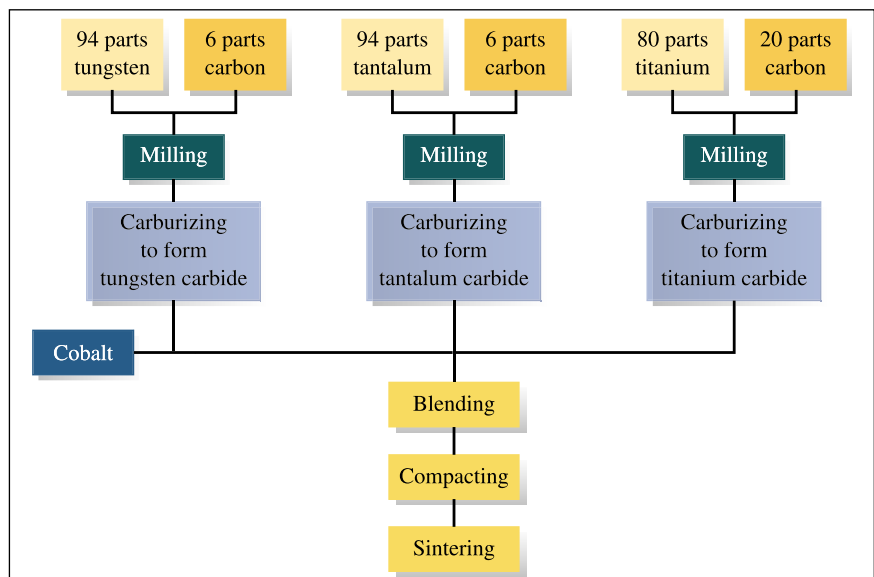 94 parts
tungsten
6 parts
carbon
94 parts
tantalum
6 parts
carbon
80 parts
titanium
20 parts
carbon
Milling
Milling
Milling
Carburizing
to form
tungsten carbide
Carburizing
to form
tantalum carbide
Carburizing
to form
titanium carbide
Cobalt
Blending
Compacting
Sintering